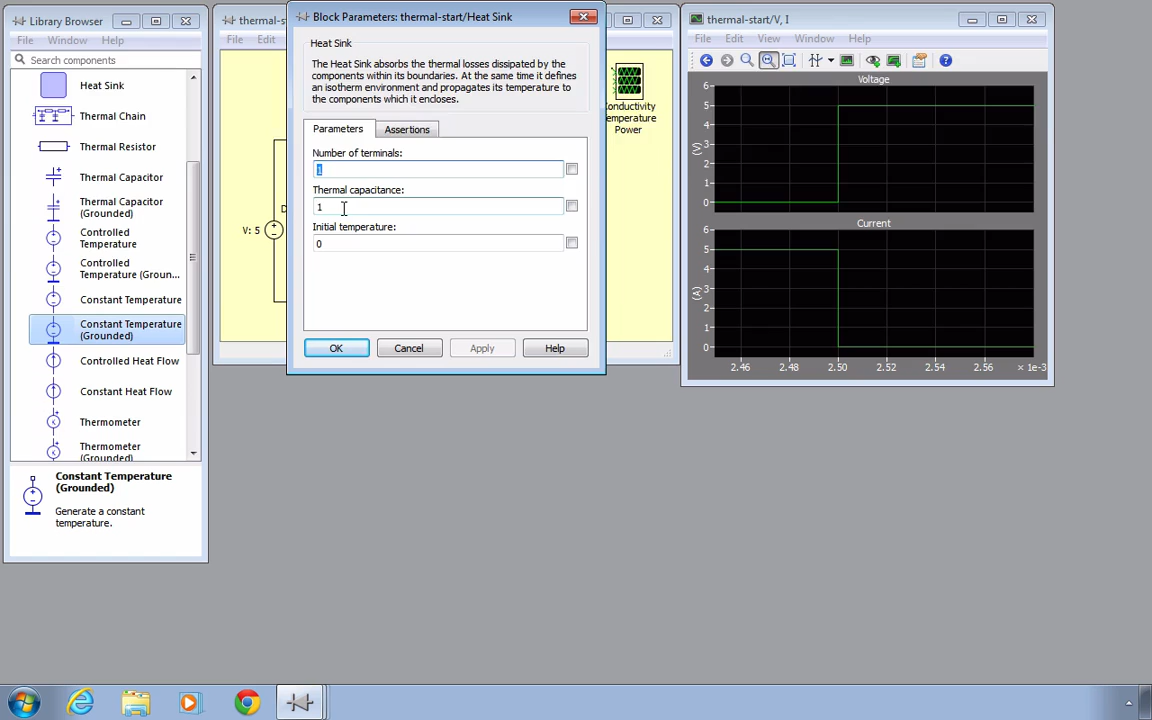 Library Browser
File Window Help
Search components
Heat Sink
Thermal Chain
Thermal Resistor
Thermal Capacitor
Thermal Capacitor
(Grounded)
Controlled
Temperature
Controlled
Temperature (Groun...
Constant Temperature
Constant Temperature
(Grounded)
Controlled Heat Flow
Constant Heat Flow
Thermometer
Thermometer
(Grounded)
Constant Temperature
(Grounded)
Generate a constant
temperature.
thermal-s
File Edit
V: 5
Conductivity
Temperature
Power
Block Parameters: thermal-start/Heat Sink
Heat Sink
The Heat Sink absorbs the thermal losses dissipated by the
components within its boundaries. At the same time it defines
an isotherm environment and propagates its temperature to
the components which it encloses.
Parameters Assertions
Number of terminals:
1
Thermal capacitance:
1
Initial temperature:
0
OK Cancel Apply Help
thermal-start/V, I
File Edit View Window Help
Voltage
6
5
4
3
2
1
0
(V)
Current
6
5
4
3
2
1
0
(A)
2.46 2.48 2.50 2.52 2.54 2.56 × 1e-3